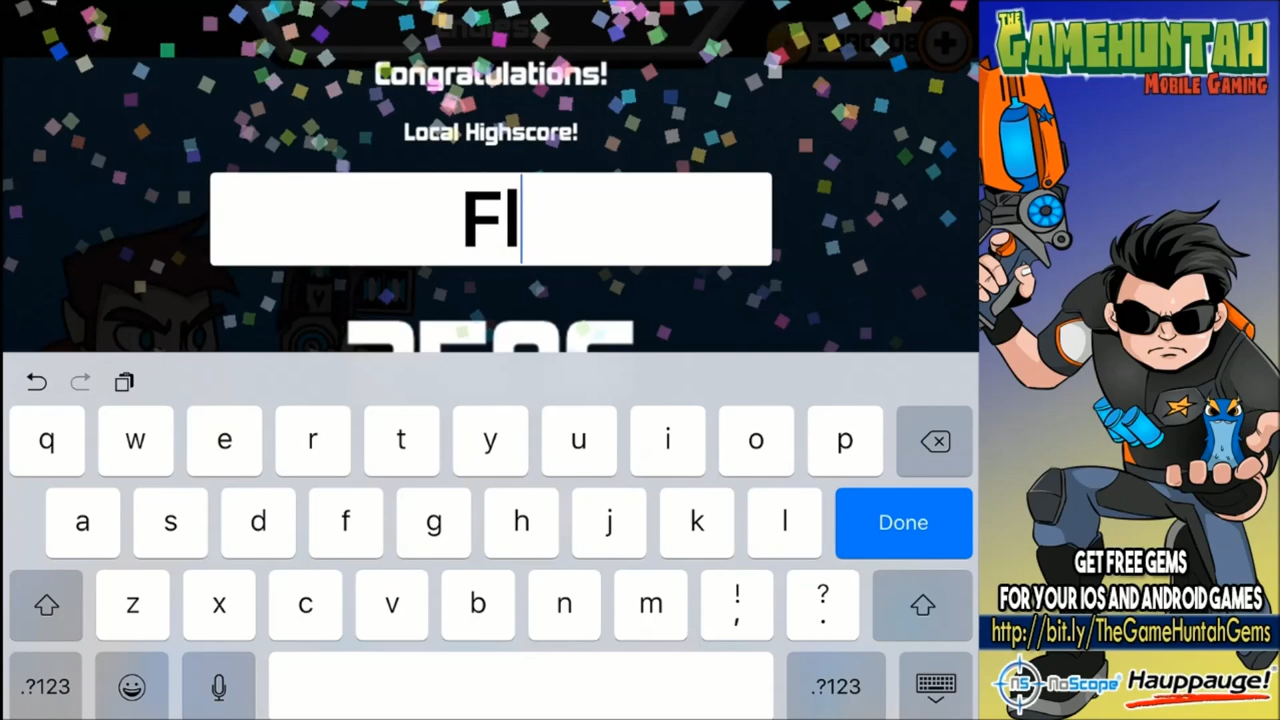 Congratulations!
Local Highscore!
Fl
q w e r t y u i o p
a s d f g h j k l Done
z x c v b n m ! , ? .
.?123 .?123
THE
GAMEHUNTAH
MOBILE GAMING
GET FREE GEMS
FOR YOUR IOS AND ANDROID GAMES
http://bit.ly/TheGameHuntahGems
NS NoScope® Hauppauge!®